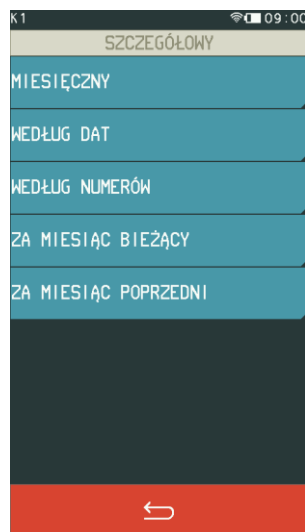 K1 09:00
SZCZEGÓŁOWY
MIESIĘCZNY
WEDŁUG DAT
WEDŁUG NUMERÓW
ZA MIESIĄC BIEŻĄCY
ZA MIESIĄC POPRZEDNI